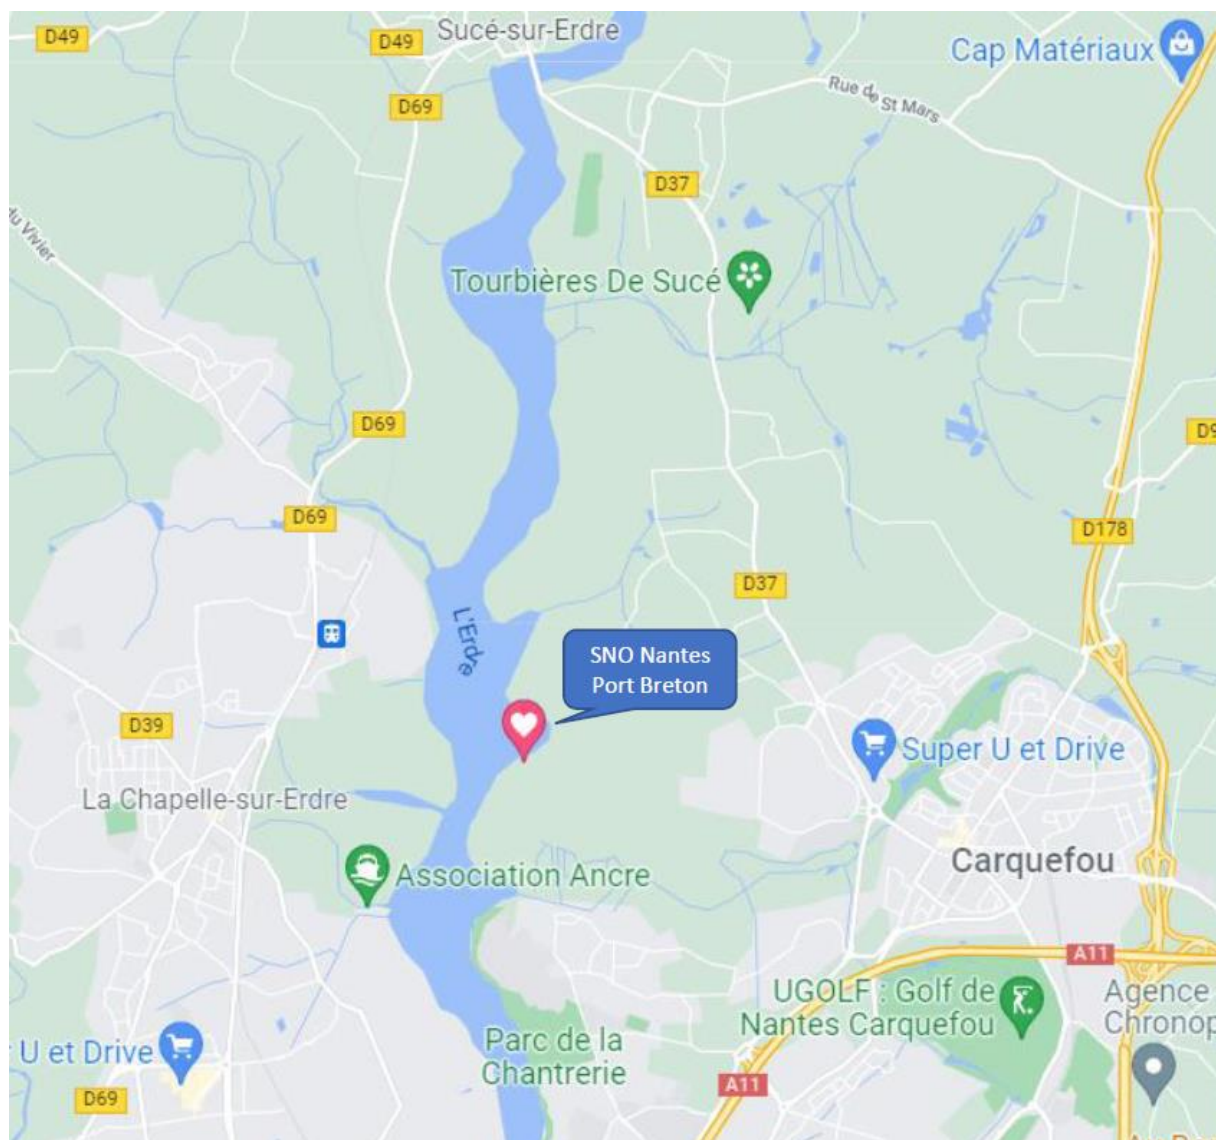 D49
D49
Sucé-sur-Erdre
Cap Matériaux
D69
Rue de St Mars
D37
du Vivier
Tourbières De Sucé
D69
D9
D69
D178
D37
L'Erdre
SNO Nantes
Port Breton
D39
Super U et Drive
La Chapelle-sur-Erdre
Carquefou
Association Ancre
A11
UGOLF : Golf de
Nantes Carquefou
Agence
Chronop
Parc de la
Chantrerie
U et Drive
A11
D69